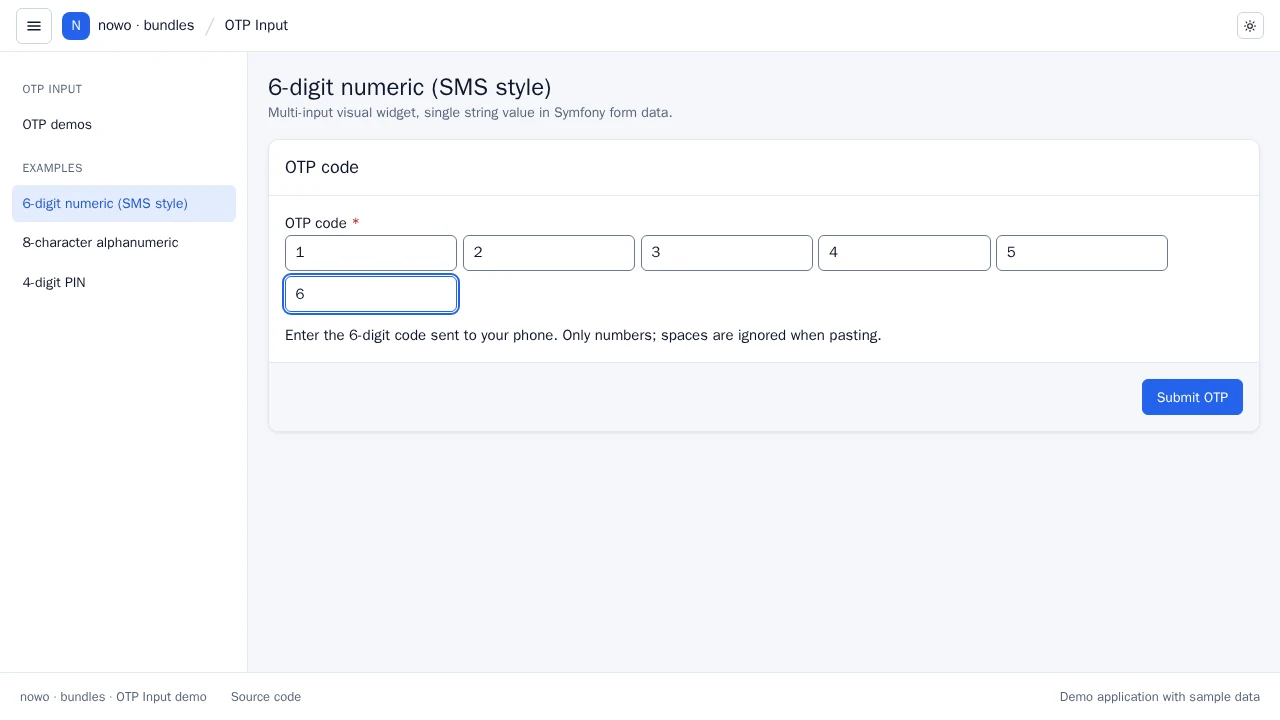 N nowo · bundles / OTP Input
OTP INPUT
OTP demos
EXAMPLES
6-digit numeric (SMS style)
8-character alphanumeric
4-digit PIN
6-digit numeric (SMS style)
Multi-input visual widget, single string value in Symfony form data.
OTP code
OTP code *
1 2 3 4 5
6
Enter the 6-digit code sent to your phone. Only numbers; spaces are ignored when pasting.
Submit OTP
nowo · bundles · OTP Input demo Source code Demo application with sample data